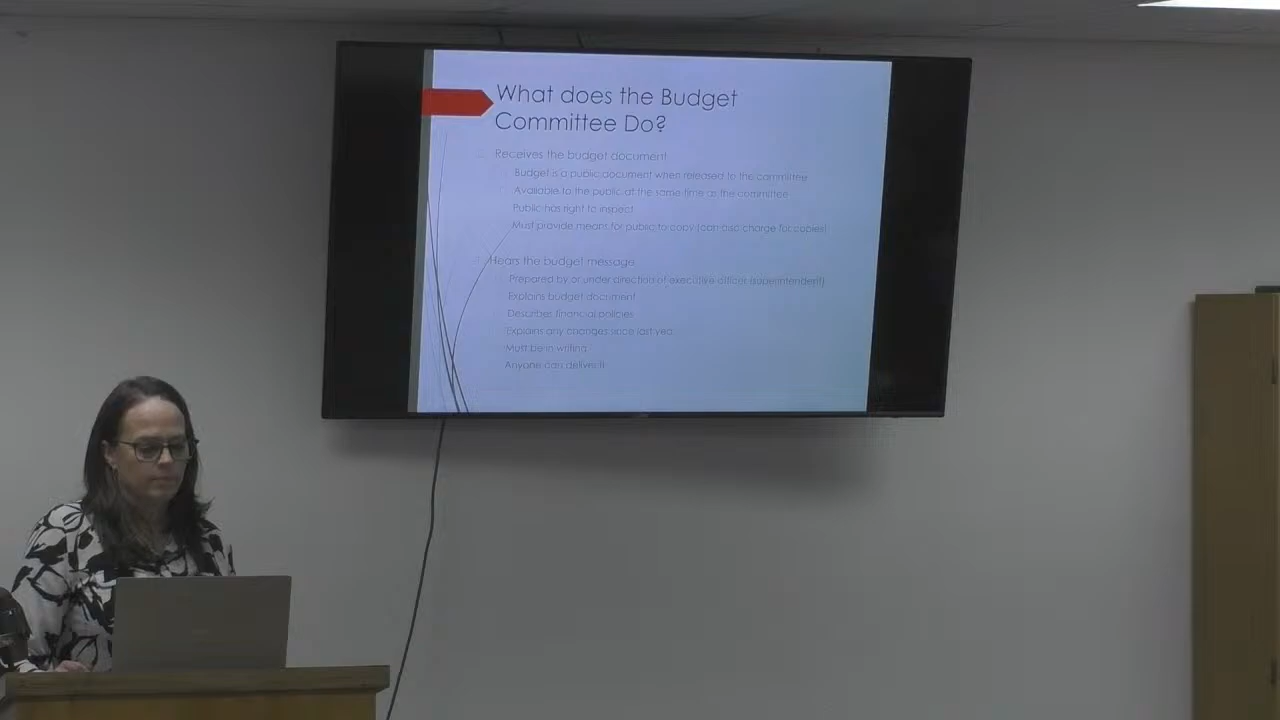 What does the Budget
Committee Do?
Receives the budget document
Budget is a public document when released to the committee
Available to the public at the same time as the committee
Public has right to inspect
Must provide means for public to copy (can also charge for copies)
Hears the budget message
Prepared by or under direction of executive officer (superintendent)
Explains budget document
Describes financial policies
Explains any changes since last year
Must be in writing
Anyone can deliver it